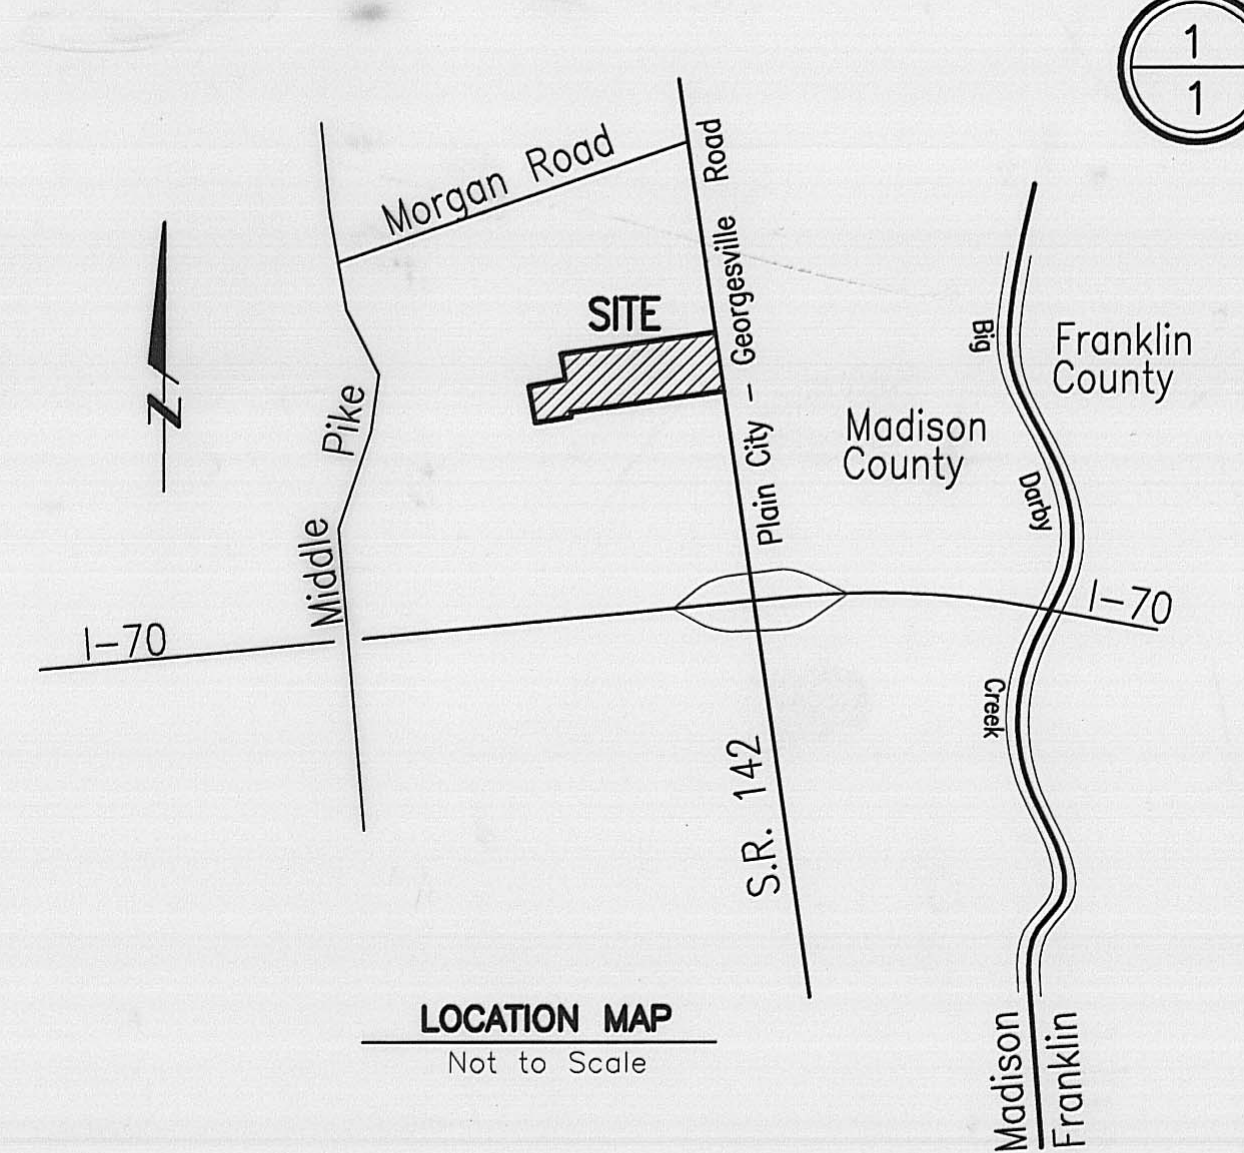 1
1
Morgan Road
Plain City - Georgesville Road
SITE
Big
Darby
Creek
Franklin
County
Madison
County
Middle Pike
N
I-70
I-70
S.R. 142
LOCATION MAP
Not to Scale
Madison
Franklin